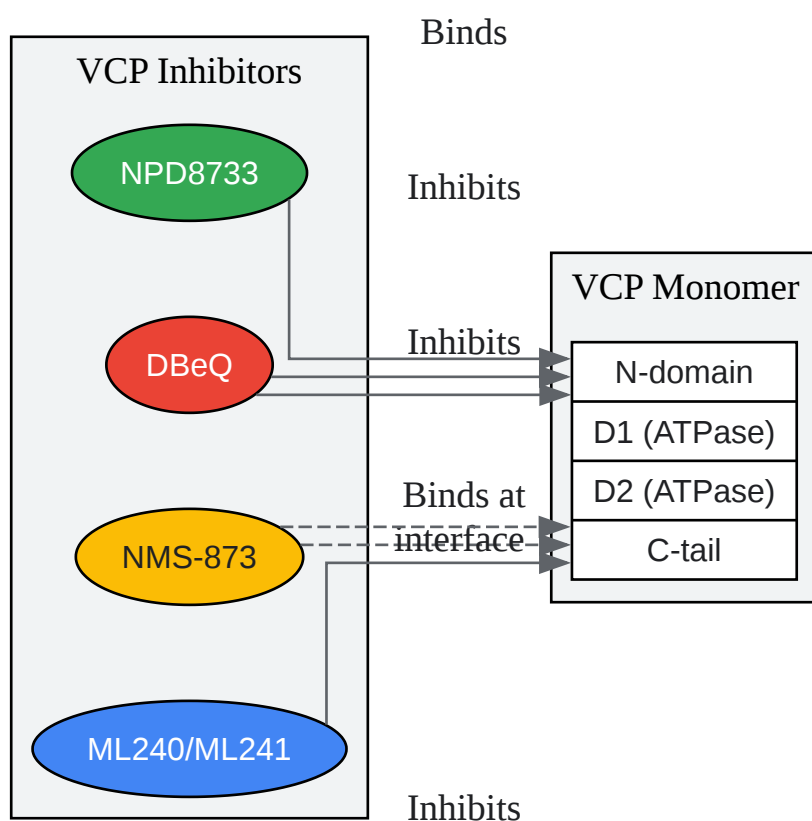 Binds
VCP Inhibitors
NPD8733
Inhibits
VCP Monomer
DBeQ
Inhibits
N-domain
D1 (ATPase)
D2 (ATPase)
Binds at
interface
NMS-873
C-tail
ML240/ML241
Inhibits